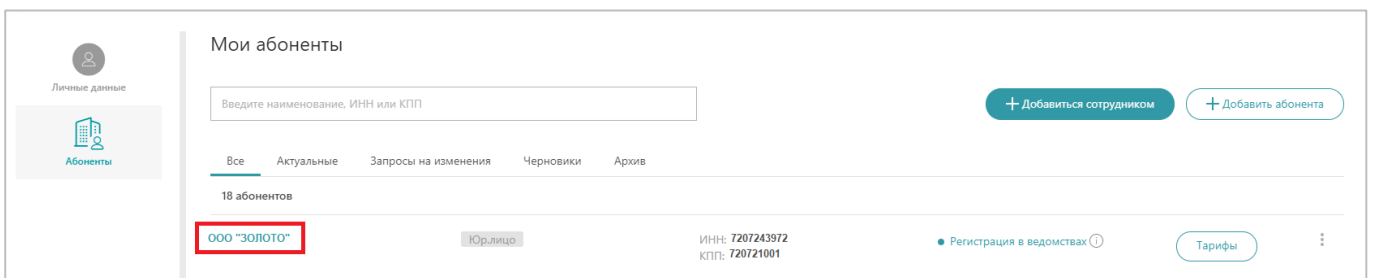 Мои абоненты
Личные данные
Введите наименование, ИНН или КПП
+ Добавиться сотрудником
+ Добавить абонента
Абоненты
Все Актуальные Запросы на изменения Черновики Архив
18 абонентов
ООО "ЗОЛОТО" Юр.лицо ИНН: 7207243972 Регистрация в ведомствах Тарифы
КПП: 720721001